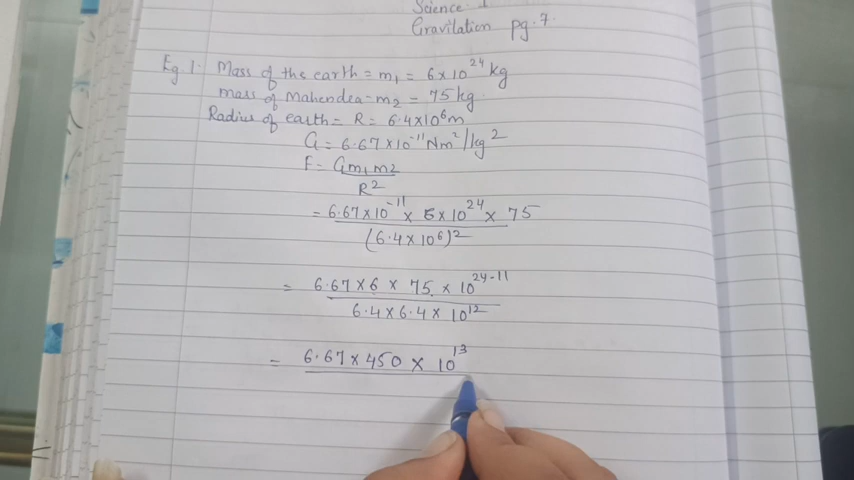 Science 1
Gravitation pg.7
Eg.1. Mass of the earth = m₁ = 6×10²⁴ kg
mass of Mahendra = m₂ = 75 kg
Radius of earth = R = 6.4×10⁶m
G = 6.67×10⁻¹¹ Nm²/kg²
F = Gm₁m₂
R²
= 6.67×10⁻¹¹ × 6×10²⁴ × 75
(6.4×10⁶)²
= 6.67×6 × 75 × 10²⁴⁻¹¹
6.4×6.4× 10¹²
= 6.67×450 × 10¹³